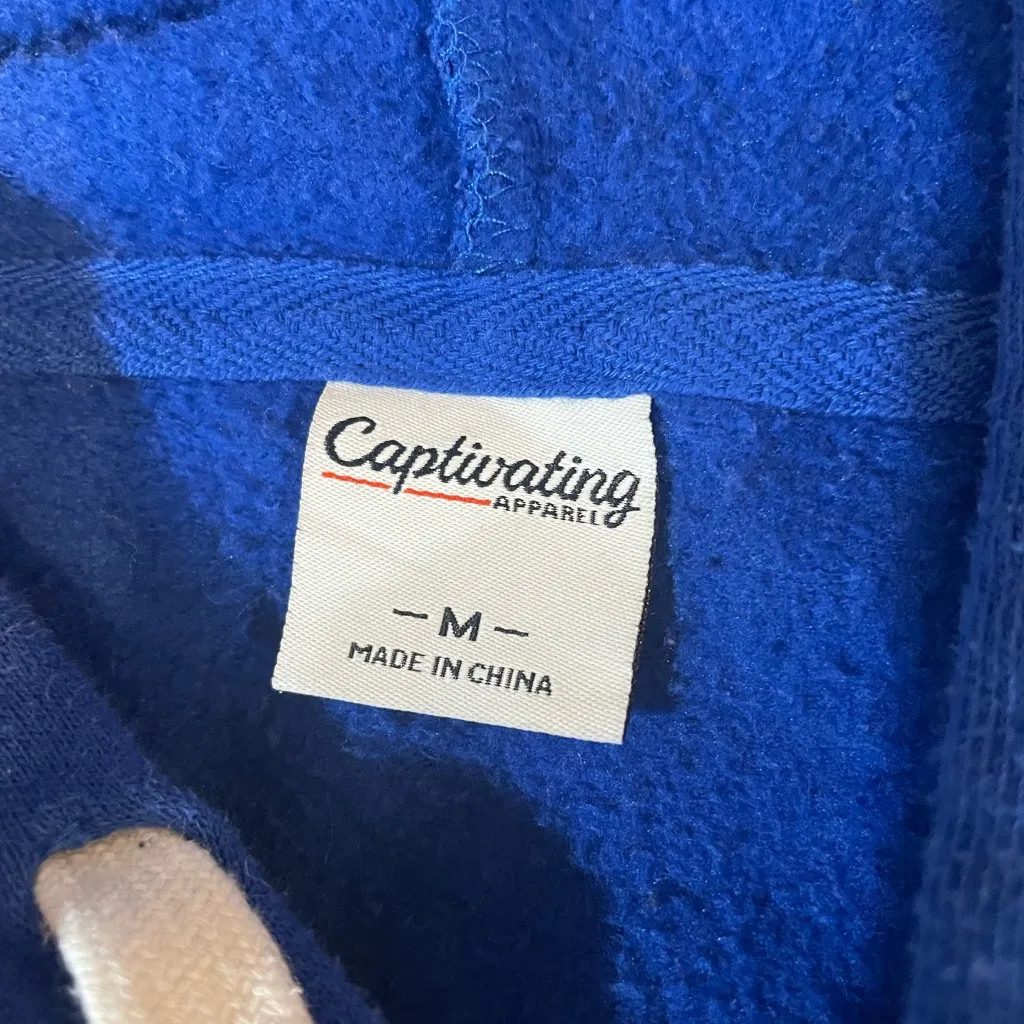 Captivating
APPAREL
- M -
MADE IN CHINA